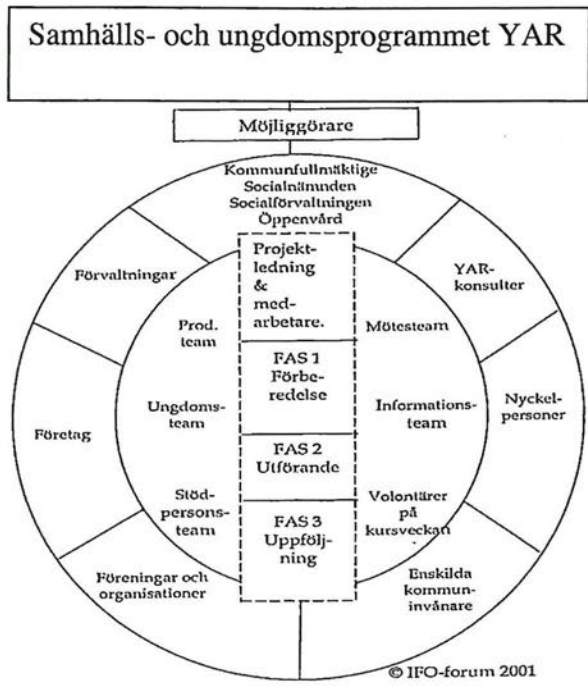 Samhälls- och ungdomsprogrammet YAR
Möjliggörare
Kommunfullmäktige
Socialnämnden
Socialförvaltningen
Öppenvård
Förvaltningar
Projekt-
ledning
&
med-
arbetare.
YAR-
konsulter
Prod.
team
Mötesteam
FAS 1
Förbe-
redelse
Företag
Ungdoms-
team
Informations-
team
Nyckel-
personer
FAS 2
Utförande
Stöd-
persons-
team
FAS 3
Uppfölj-
ning
Volontärer
på
kursveckan
Föreningar och
organisationer
Enskilda
kommun-
invånare
© IFO-forum 2001